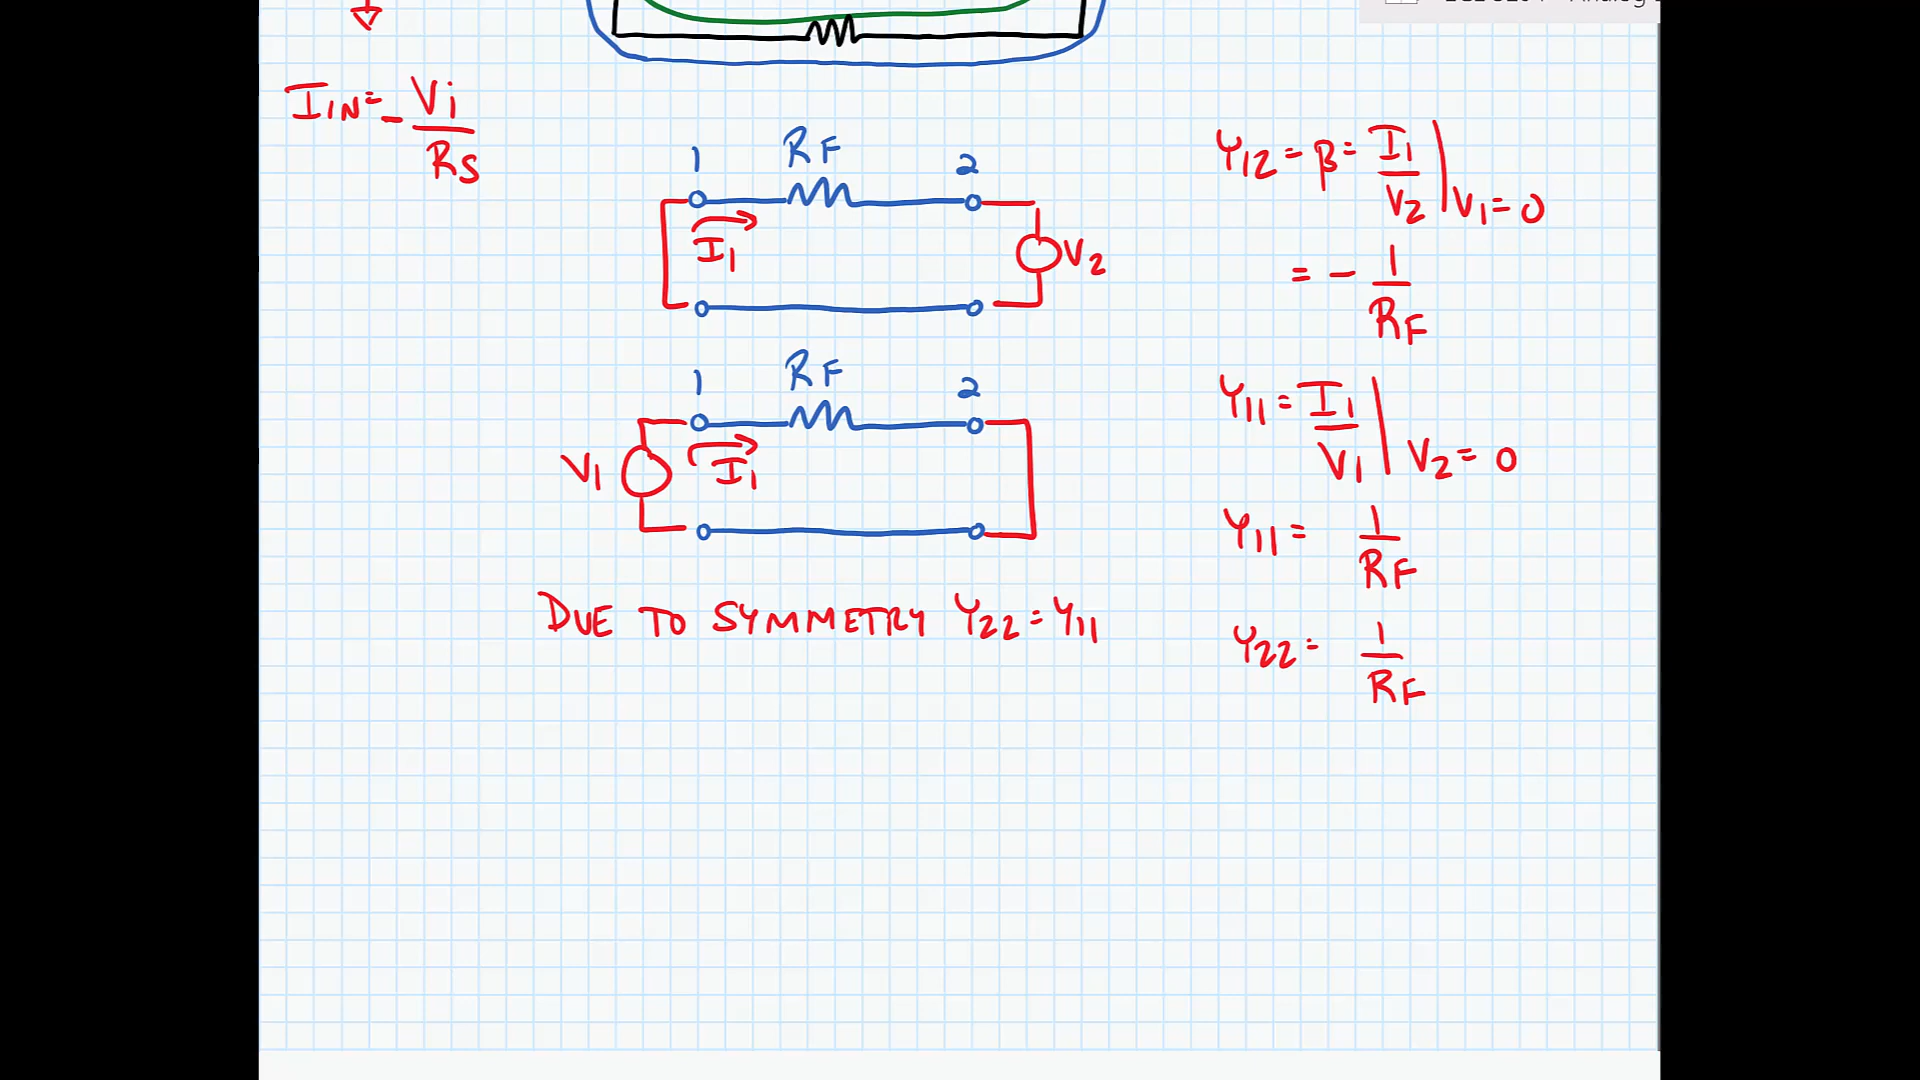 I_IN = - Vi / RS
1 RF 2
I1
V2
Y12 = β = I1 / V2 | V1 = 0
= - 1 / RF
1 RF 2
V1
I1
Y11 = I1 / V1 | V2 = 0
Y11 = 1 / RF
DUE TO SYMMETRY Y22 = Y11
Y22 = 1 / RF